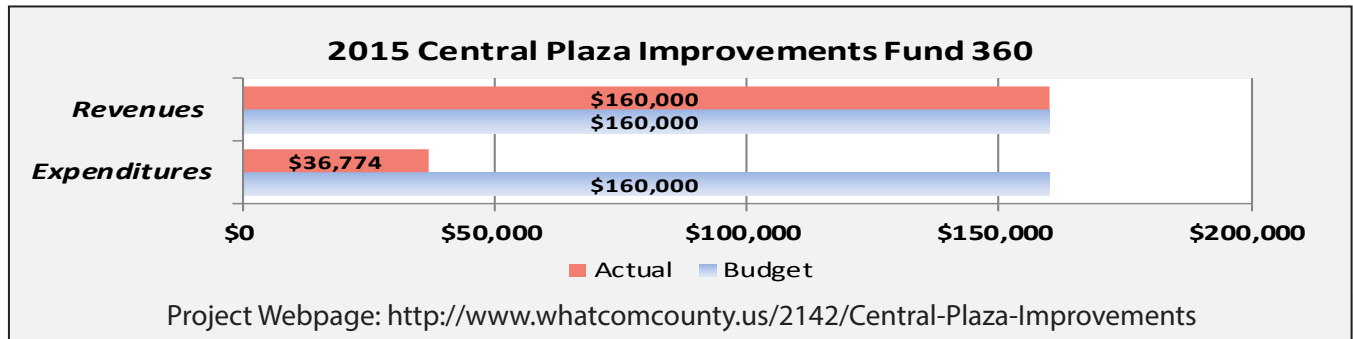 2015 Central Plaza Improvements Fund 360
Revenues
$160,000
$160,000
Expenditures
$36,774
$160,000
$0 $50,000 $100,000 $150,000 $200,000
Actual Budget
Project Webpage: http://www.whatcomcounty.us/2142/Central-Plaza-Improvements